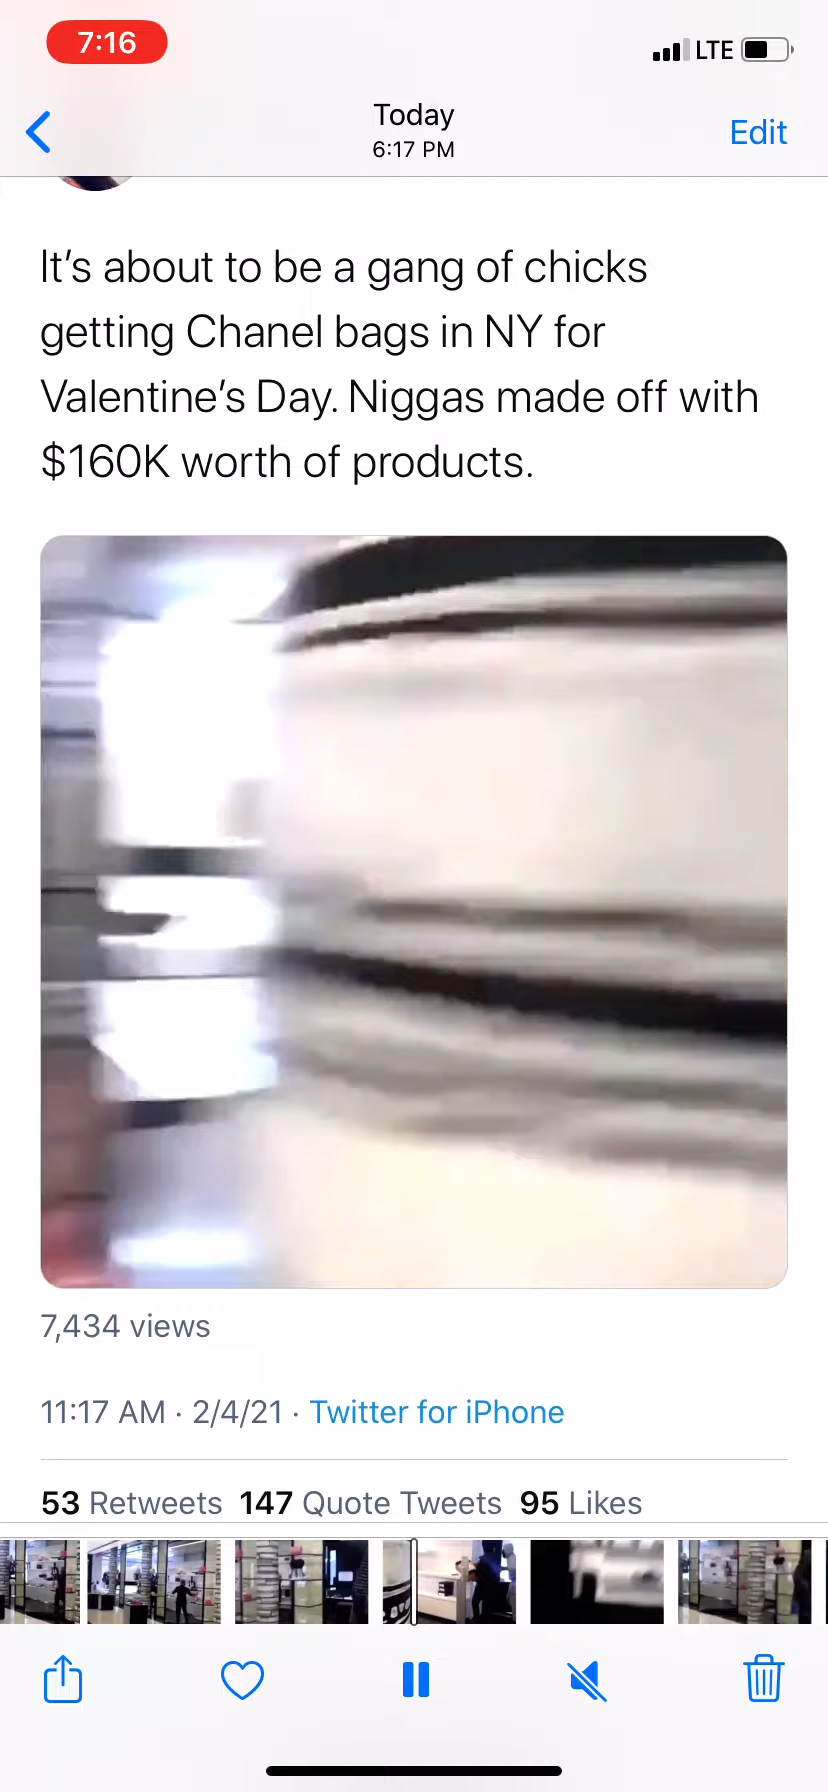 7:16
LTE
Today
6:17 PM
Edit
It's about to be a gang of chicks
getting Chanel bags in NY for
Valentine's Day. Niggas made off with
$160K worth of products.
7,434 views
11:17 AM · 2/4/21 · Twitter for iPhone
53 Retweets 147 Quote Tweets 95 Likes